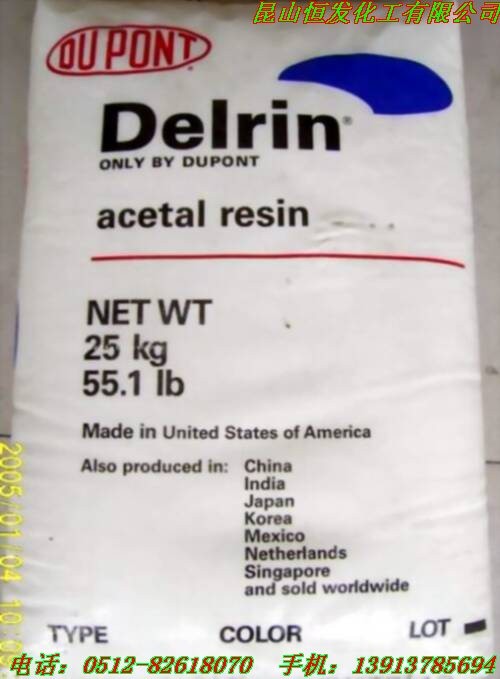 昆山恒发化工有限公司
DU PONT
Delrin®
ONLY BY DUPONT
acetal resin
NET WT
25 kg
55.1 lb
Made in United States of America
Also produced in: China
India
Japan
Korea
Mexico
Netherlands
Singapore
and sold worldwide
TYPE COLOR LOT
电话：0512-82618070 手机：13913785694